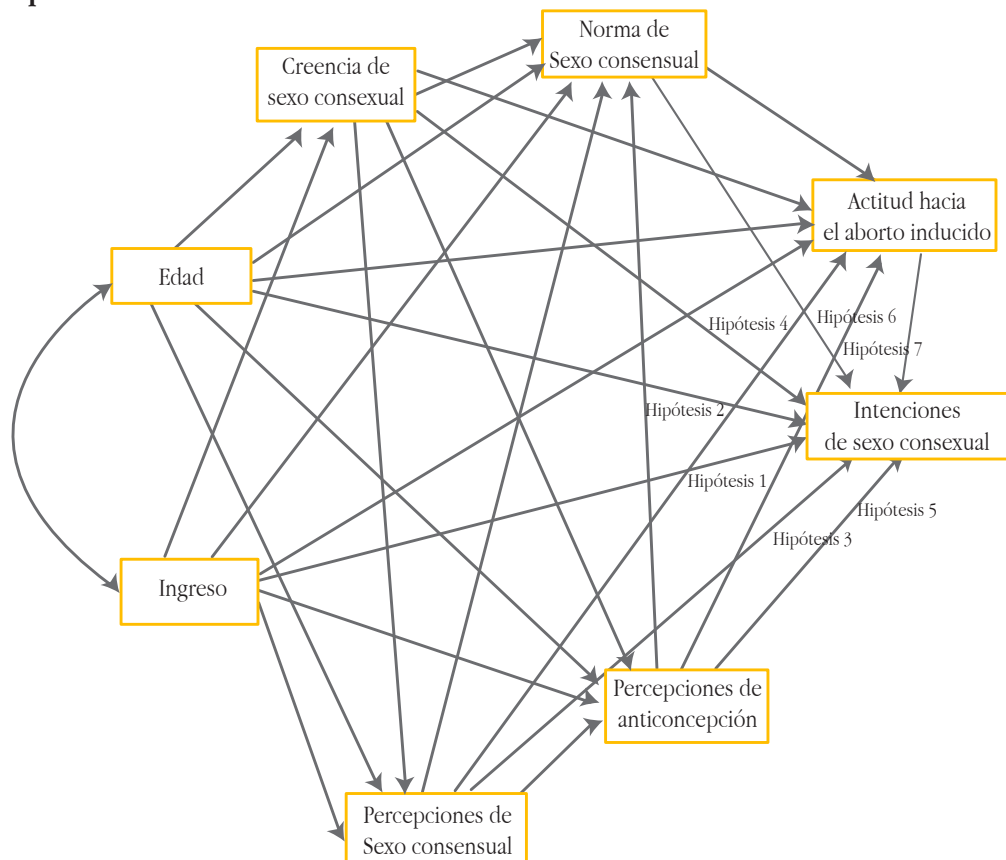 Norma de
Sexo consensual
Creencia de
sexo consexual
Actitud hacia
el aborto inducido
Edad
Hipótesis 4
Hipótesis 6
Hipótesis 7
Intenciones
de sexo consexual
Hipótesis 2
Hipótesis 1
Hipótesis 5
Hipótesis 3
Ingreso
Percepciones de
anticoncepción
Percepciones de
Sexo consensual